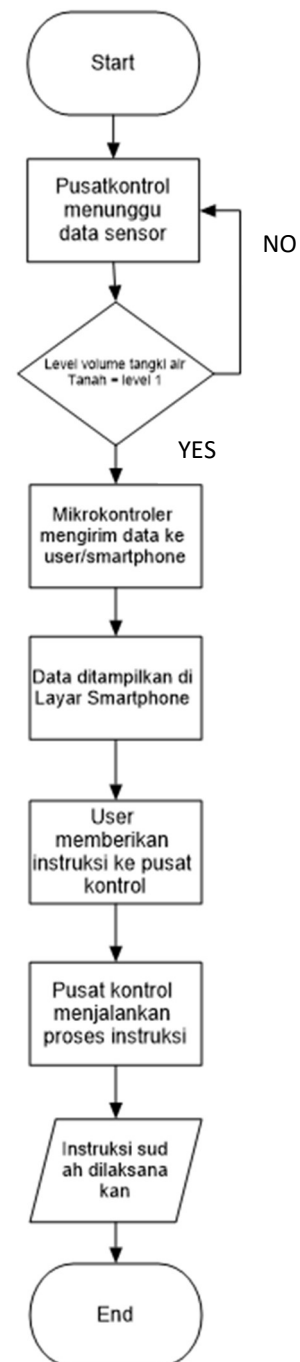 Start
Pusatkontrol
menunggu
data sensor
NO
Level volume tangki air
Tanah = level 1
YES
Mikrokontroler
mengirim data ke
user/smartphone
Data ditampilkan di
Layar Smartphone
User
memberikan
instruksi ke pusat
kontrol
Pusat kontrol
menjalankan
proses instruksi
Instruksi sud
ah dilaksana
kan
End